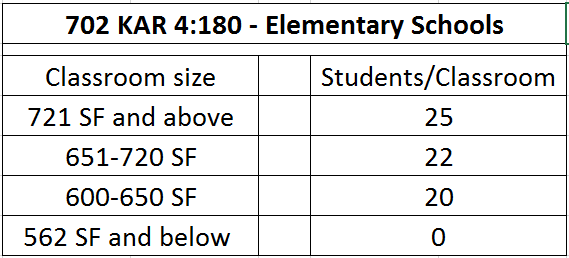 702 KAR 4:180 - Elementary Schools
Classroom size Students/Classroom
721 SF and above 25
651-720 SF 22
600-650 SF 20
562 SF and below 0